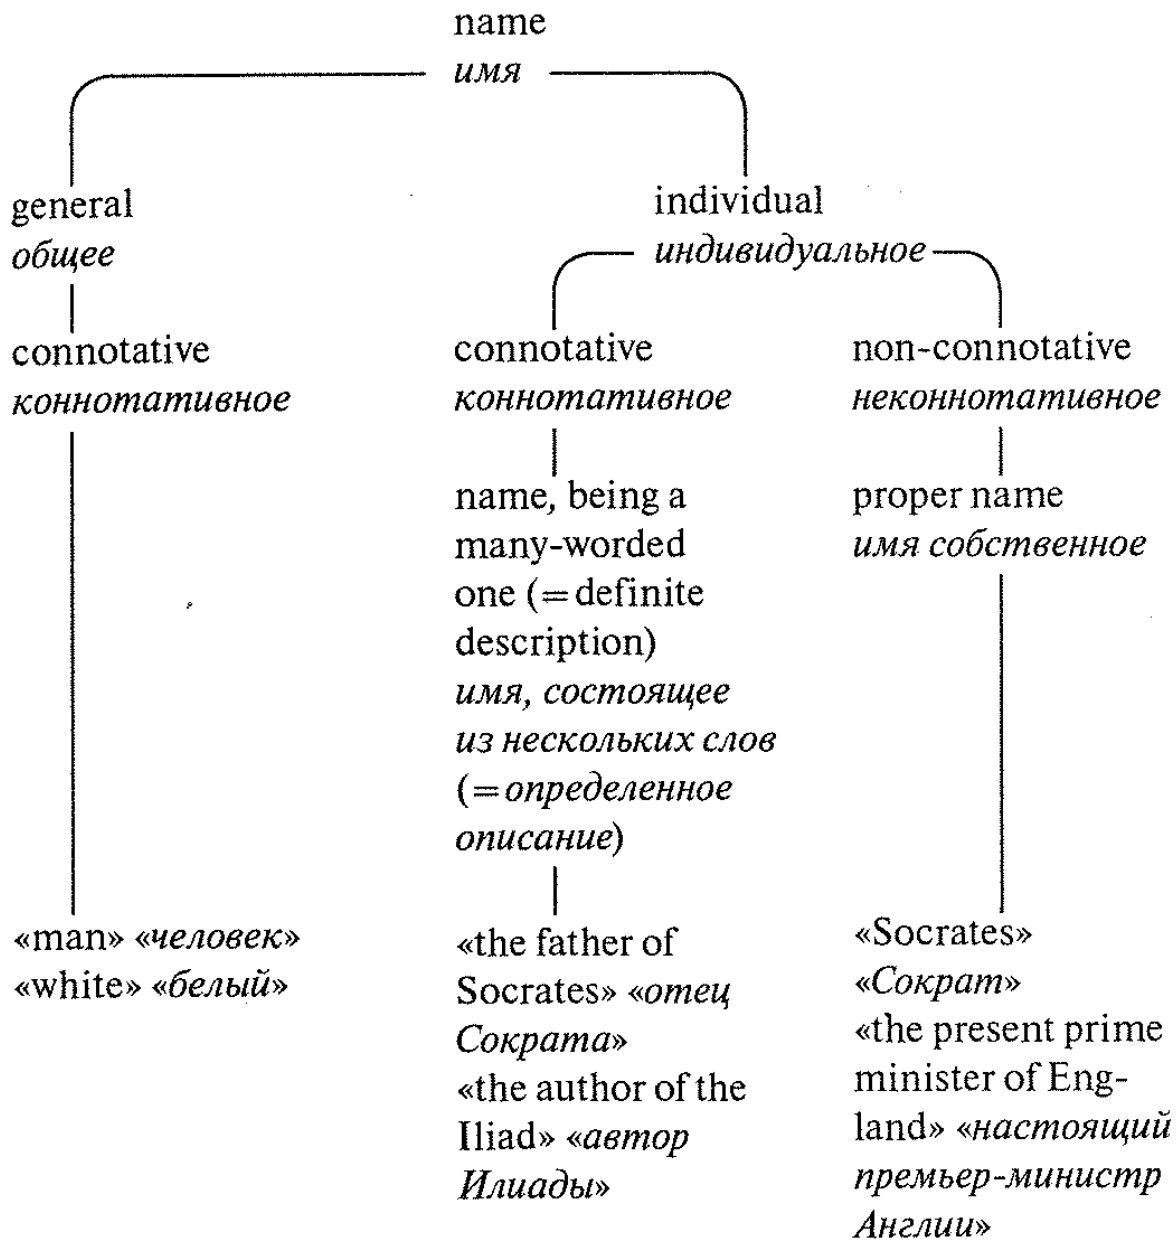 name
имя
general
общее
connotative
коннотативное
«man» «человек»
«white» «белый»
individual
индивидуальное
connotative
коннотативное
name, being a
many-worded
one (=definite
description)
имя, состоящее
из нескольких слов
(=определенное
описание)
«the father of
Socrates» «отец
Сократа»
«the author of the
Iliad» «автор
Илиады»
non-connotative
неконнотативное
proper name
имя собственное
«Socrates»
«Сократ»
«the present prime
minister of Eng-
land» «настоящий
премьер-министр
Англии»